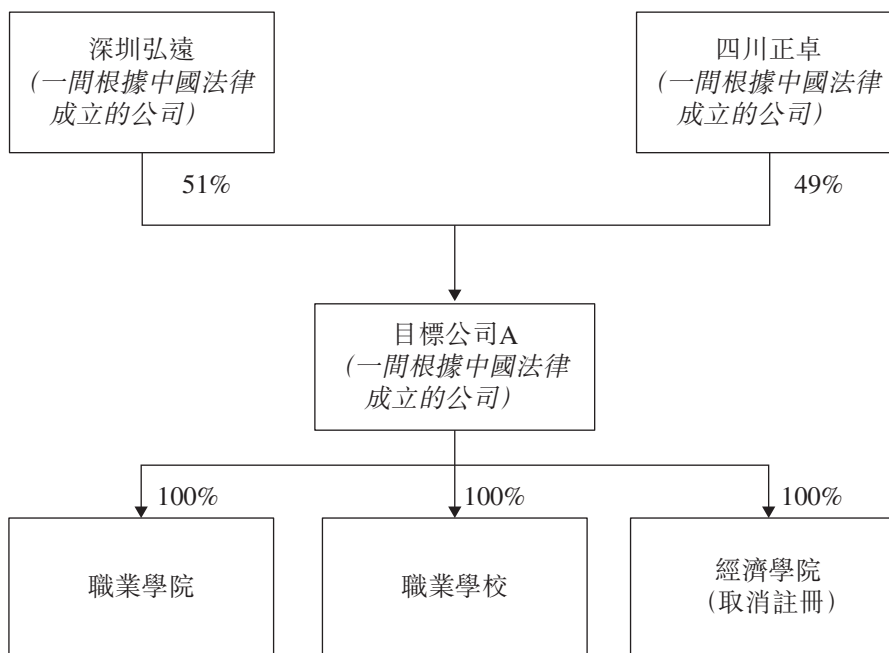 深圳弘遠
(一間根據中國法律
成立的公司)
四川正卓
(一間根據中國法律
成立的公司)
51%
49%
目標公司A
(一間根據中國法律
成立的公司)
100%
100%
100%
職業學院
職業學校
經濟學院
(取消註冊)